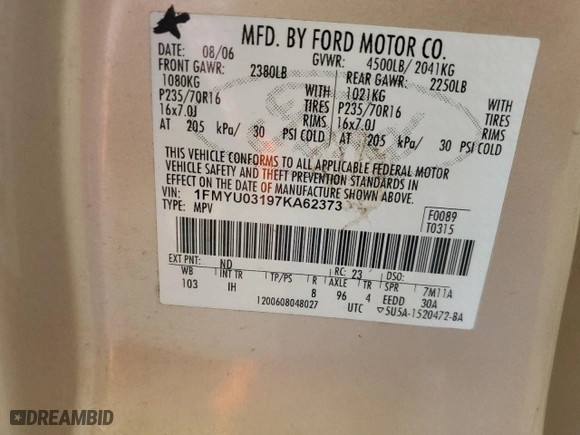 MFD. BY FORD MOTOR CO.
DATE: 08/06 GVWR: 4500LB/ 2041KG
FRONT GAWR: 2380LB REAR GAWR: 2250LB
1080KG WITH 1021KG WITH
P235/70R16 TIRES P235/70R16 TIRES
16x7.0J RIMS 16x7.0J RIMS
AT 205 kPa/ 30 PSI COLD AT 205 kPa/ 30 PSI COLD
THIS VEHICLE CONFORMS TO ALL APPLICABLE FEDERAL MOTOR
VEHICLE SAFETY AND THEFT PREVENTION STANDARDS IN
EFFECT ON THE DATE OF MANUFACTURE SHOWN ABOVE.
VIN: 1FMYU03197KA62373
TYPE: MPV
F0089
T0315
EXT PNT: ND RC: 23 DSO:
WB INT TR TP/PS R AXLE TR SPR 7M11A
103 IH B 96 4 EEDD 30A
1200608048027 UTC ▽5U5A-1520472-BA
DREAMBID